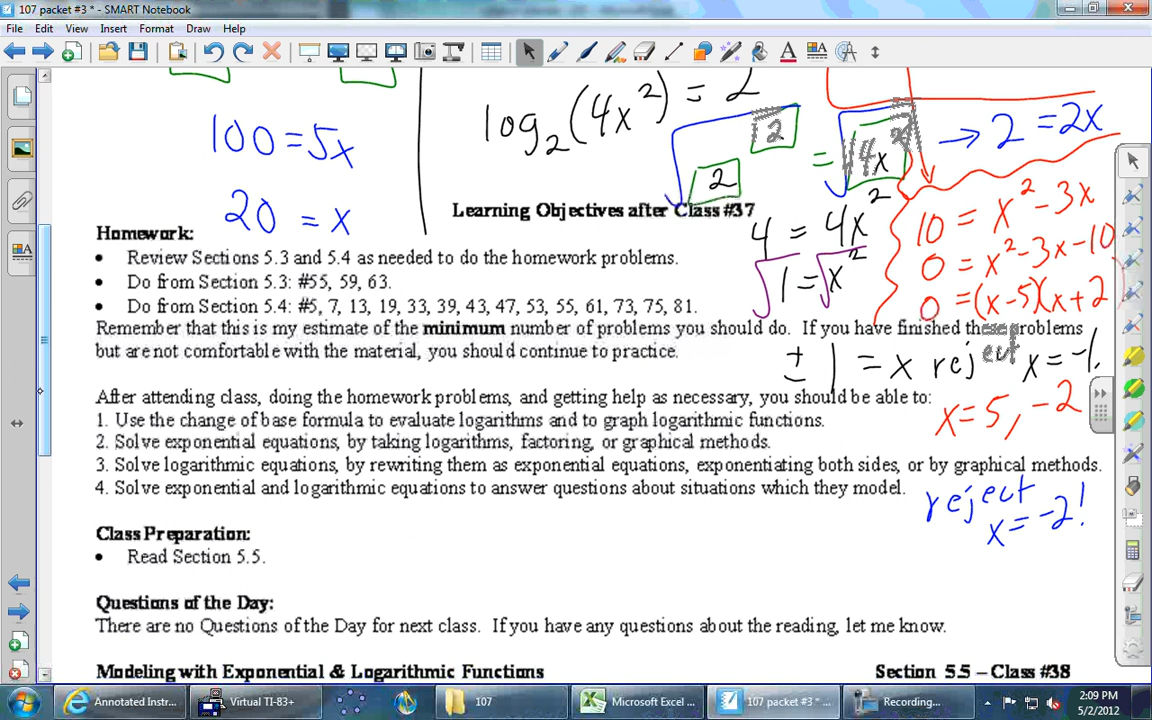 107 packet #3 * - SMART Notebook
File Edit View Insert Format Draw Help
log₂(4x²) = 2
2
2
=
4x²
→ 2 = 2x
100 = 5x
20 = x
4 = 4x²
1 = x²
± 1 = x reject x = -1.
10 = x² - 3x
0 = x² - 3x - 10
0 = (x-5)(x+2
x = 5, -2
reject
x = -2!
Learning Objectives after Class #37
Homework:
• Review Sections 5.3 and 5.4 as needed to do the homework problems.
• Do from Section 5.3: #55, 59, 63.
• Do from Section 5.4: #5, 7, 13, 19, 33, 39, 43, 47, 53, 55, 61, 73, 75, 81.
Remember that this is my estimate of the minimum number of problems you should do. If you have finished these problems
but are not comfortable with the material, you should continue to practice.
After attending class, doing the homework problems, and getting help as necessary, you should be able to:
1. Use the change of base formula to evaluate logarithms and to graph logarithmic functions.
2. Solve exponential equations, by taking logarithms, factoring, or graphical methods.
3. Solve logarithmic equations, by rewriting them as exponential equations, exponentiating both sides, or by graphical methods.
4. Solve exponential and logarithmic equations to answer questions about situations which they model.
Class Preparation:
• Read Section 5.5.
Questions of the Day:
There are no Questions of the Day for next class. If you have any questions about the reading, let me know.
Modeling with Exponential & Logarithmic Functions Section 5.5 – Class #38
Annotated Instr... Virtual TI-83+ 107 Microsoft Excel ... 107 packet #3 * ... Recording... 2:09 PM
5/2/2012